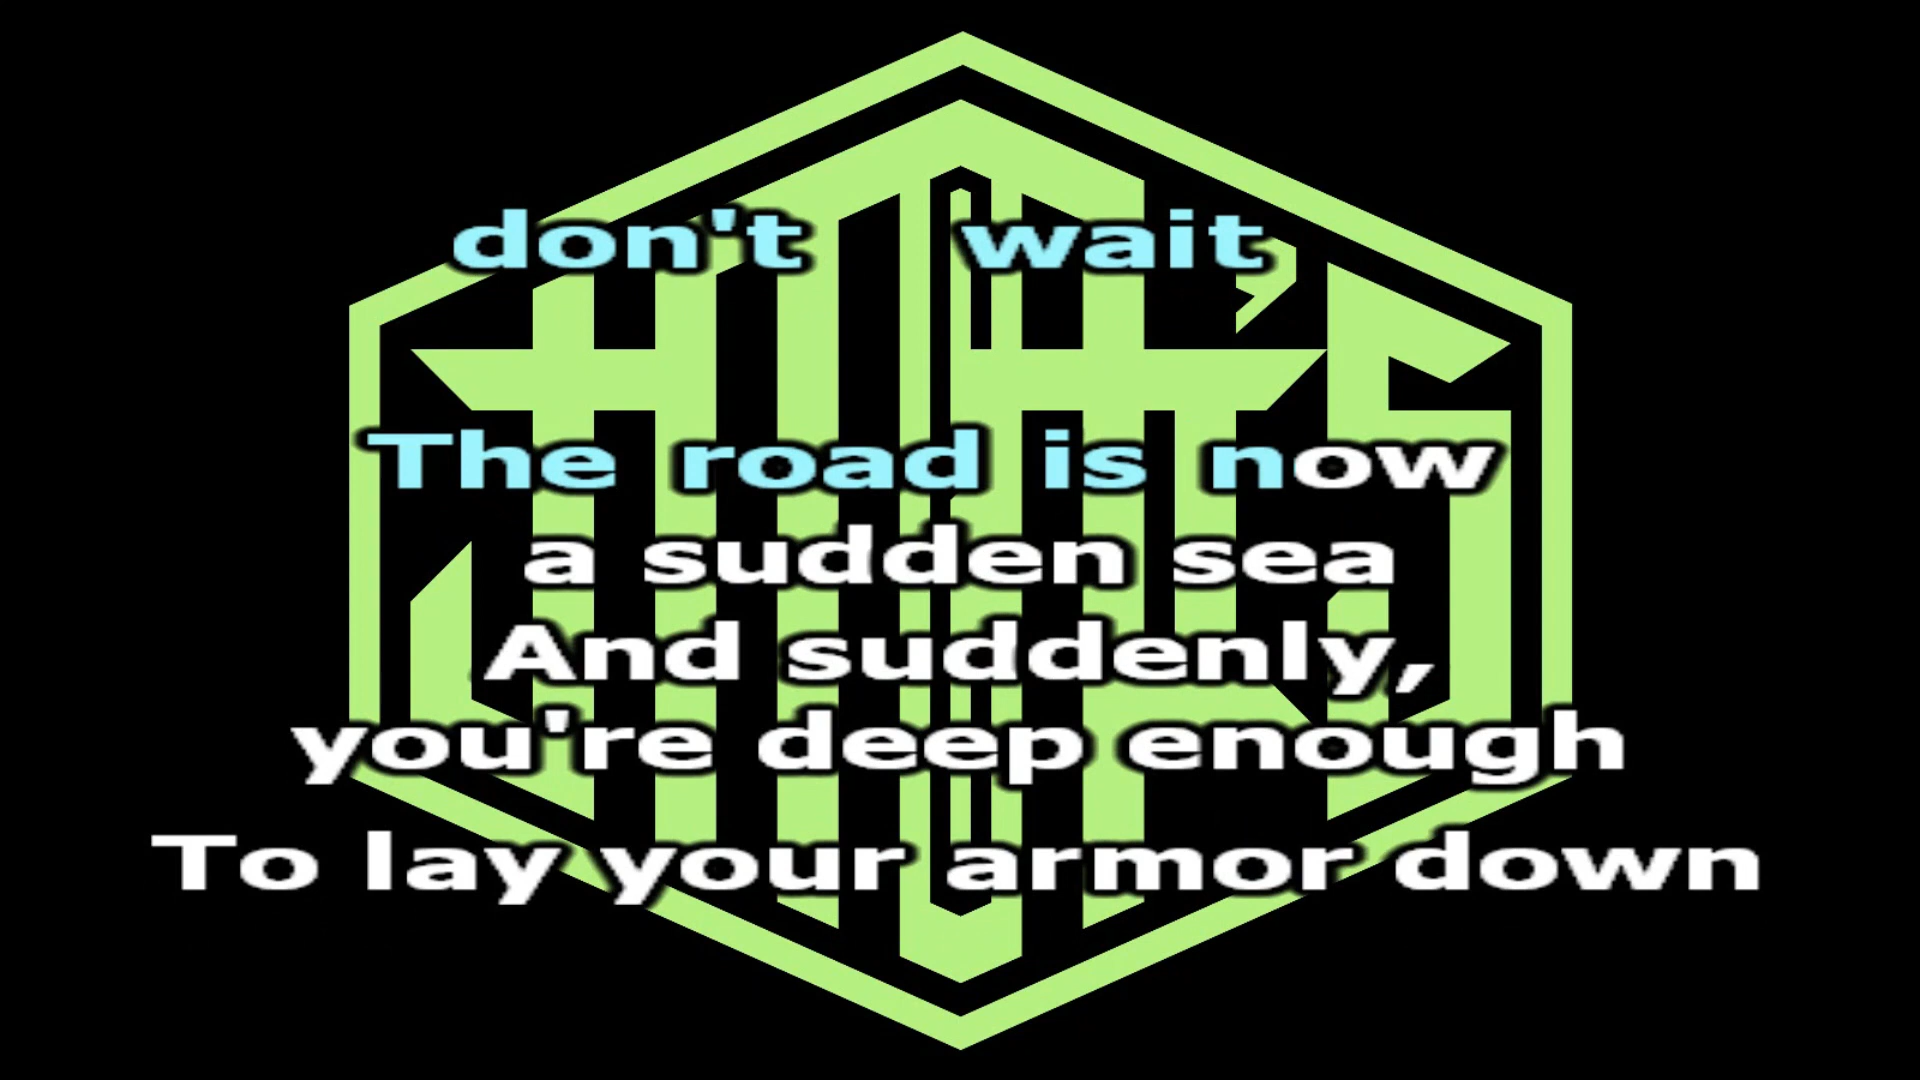 don't wait
The road is now
a sudden sea
And suddenly,
you're deep enough
To lay your armor down